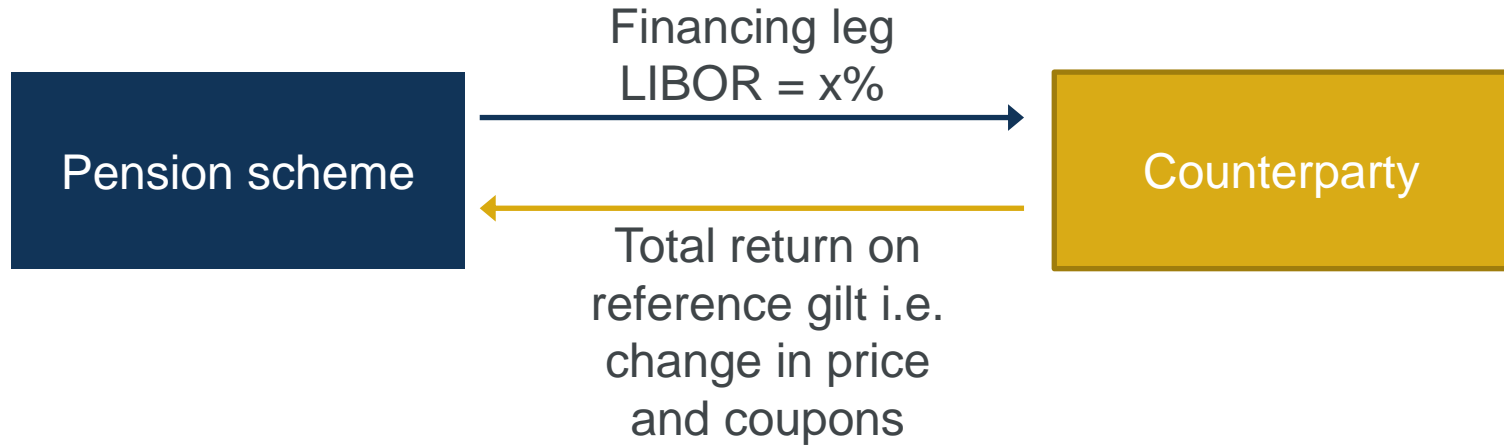 Financing leg
LIBOR = x%
Pension scheme
Counterparty
Total return on
reference gilt i.e.
change in price
and coupons